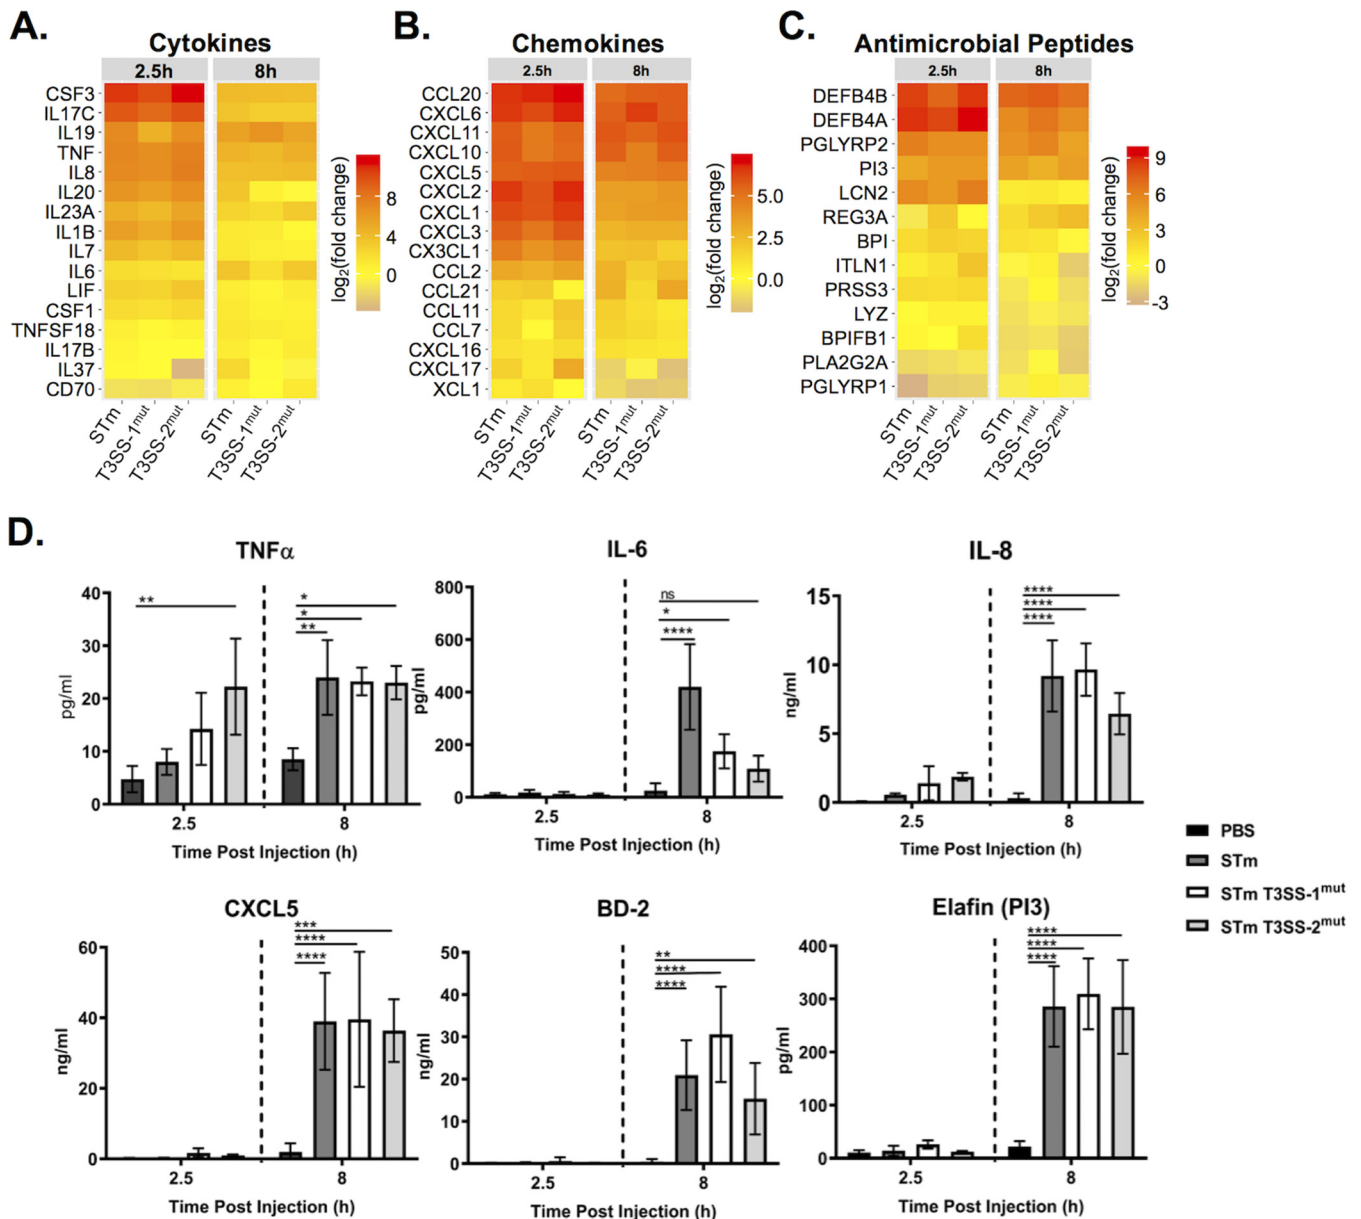 A.
Cytokines
2.5h 8h
CSF3
IL17C
IL19
TNF
IL8
IL20
IL23A
IL1B
IL7
IL6
LIF
CSF1
TNFSF18
IL17B
IL37
CD70
8
4
0
log2(fold change)
STm
T3SS-1mut
T3SS-2mut
STm
T3SS-1mut
T3SS-2mut
B.
Chemokines
2.5h 8h
CCL20
CXCL6
CXCL11
CXCL10
CXCL5
CXCL2
CXCL1
CXCL3
CX3CL1
CCL2
CCL21
CCL11
CCL7
CXCL16
CXCL17
XCL1
5.0
2.5
0.0
log2(fold change)
STm
T3SS-1mut
T3SS-2mut
STm
T3SS-1mut
T3SS-2mut
C.
Antimicrobial Peptides
2.5h 8h
DEFB4B
DEFB4A
PGLYRP2
PI3
LCN2
REG3A
BPI
ITLN1
PRSS3
LYZ
BPIFB1
PLA2G2A
PGLYRP1
9
6
3
0
-3
log2(fold change)
STm
T3SS-1mut
T3SS-2mut
STm
T3SS-1mut
T3SS-2mut
D.
TNFα
40
30
20
10
0
pg/ml
**
*
*
**
2.5 8
Time Post Injection (h)
IL-6
800
600
400
200
0
pg/ml
ns
*
****
2.5 8
Time Post Injection (h)
IL-8
15
10
5
0
ng/ml
****
****
****
2.5 8
Time Post Injection (h)
PBS
STm
STm T3SS-1mut
STm T3SS-2mut
CXCL5
60
40
20
0
ng/ml
***
****
****
2.5 8
Time Post Injection (h)
BD-2
50
40
30
20
10
0
ng/ml
**
****
****
2.5 8
Time Post Injection (h)
Elafin (PI3)
400
300
200
100
0
pg/ml
****
****
****
2.5 8
Time Post Injection (h)